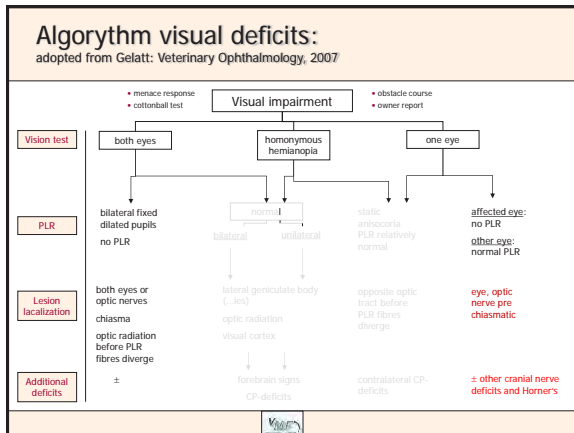 Algorythm visual deficits:
adopted from Gelatt: Veterinary Ophthalmology, 2007
• menace response
• cottonball test
Visual impairment
• obstacle course
• owner report
Vision test
both eyes
homonymous
hemianopia
one eye
PLR
bilateral fixed
dilated pupils
no PLR
normal
bilateral
unilateral
static
anisocoria
PLR relatively
normal
affected eye:
no PLR
other eye:
normal PLR
Lesion
lacalization
both eyes or
optic nerves
chiasma
optic radiation
before PLR
fibres diverge
lateral geniculate body
(...ies)
optic radiation
visual cortex
opposite optic
tract before
PLR fibres
diverge
eye, optic
nerve pre
chiasmatic
Additional
deficits
±
forebrain signs
CP-deficits
contralateral CP-
deficits
± other cranial nerve
deficits and Horner's